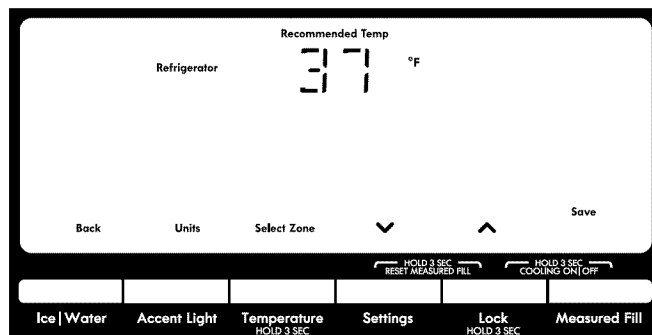 Recommended Temp
Refrigerator 37 °F
Save
Back Units Select Zone
HOLD 3 SEC HOLD 3 SEC
RESET MEASURED FILL COOLING ON|OFF
Ice|Water Accent Light Temperature Settings Lock Measured Fill
HOLD 3 SEC HOLD 3 SEC